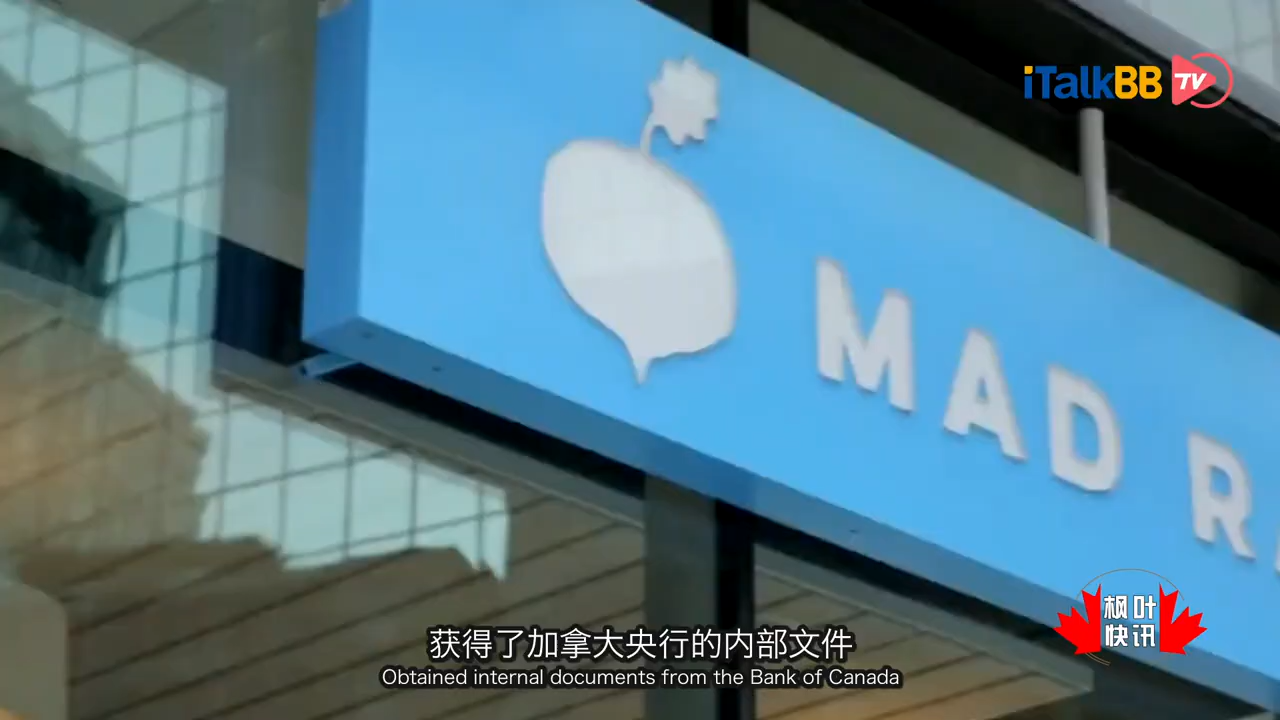 iTalkBB TV
MAD R
枫叶
快讯
获得了加拿大央行的内部文件
Obtained internal documents from the Bank of Canada